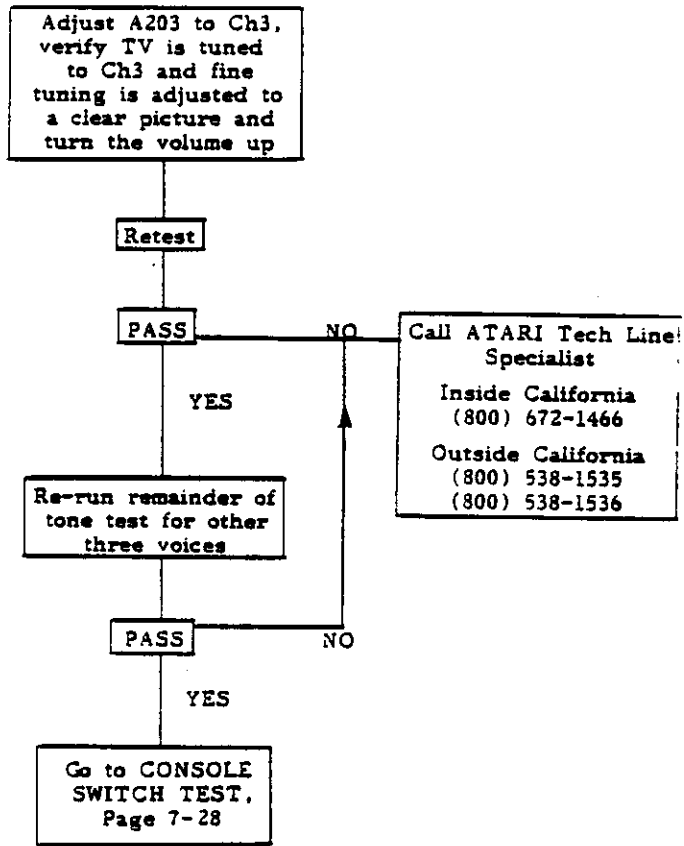 Adjust A203 to Ch3,
verify TV is tuned
to Ch3 and fine
tuning is adjusted to
a clear picture and
turn the volume up
Retest
PASS
NO
Call ATARI Tech Line
Specialist
Inside California
(800) 672-1466
Outside California
(800) 538-1535
(800) 538-1536
YES
Re-run remainder of
tone test for other
three voices
PASS
NO
YES
Go to CONSOLE
SWITCH TEST,
Page 7-28